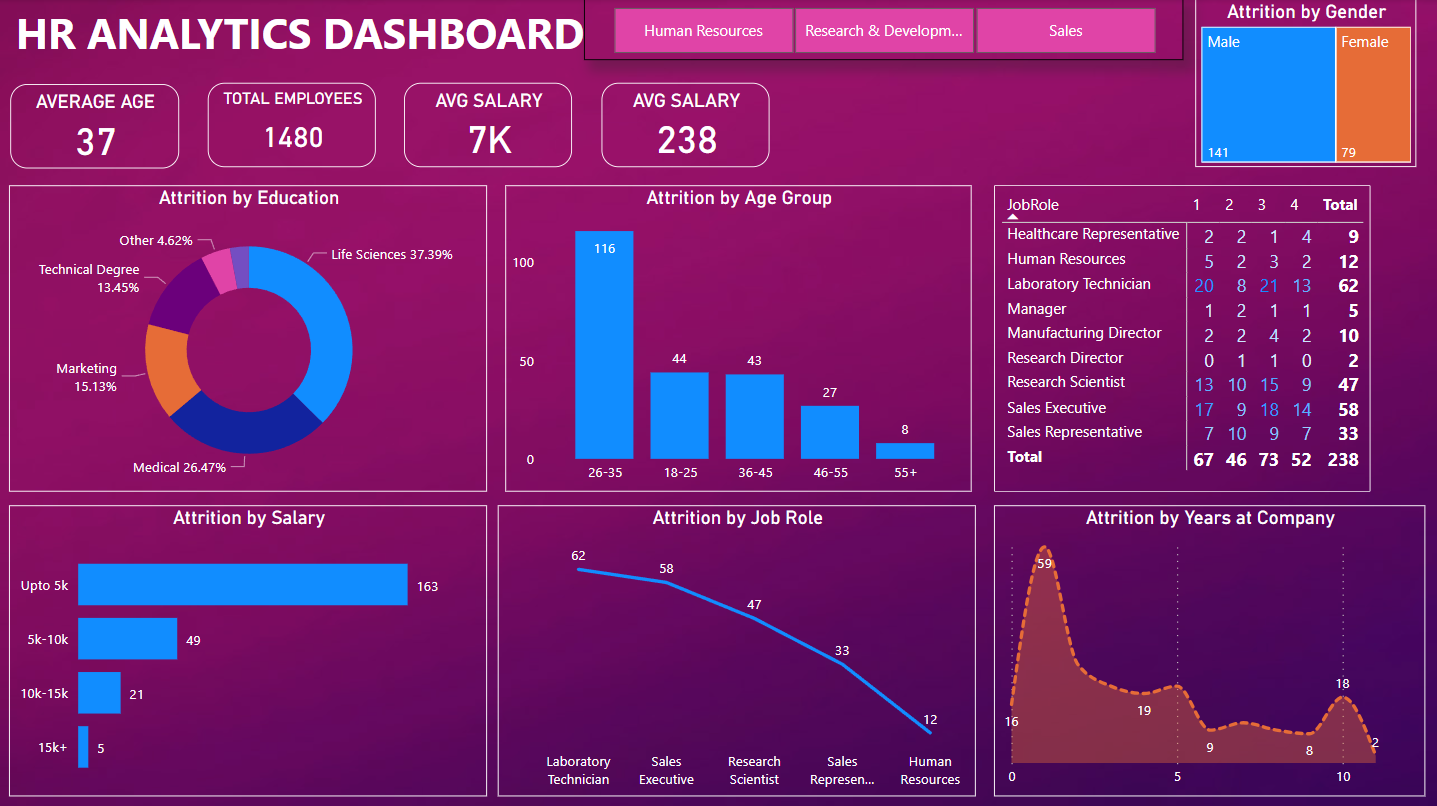 HR ANALYTICS DASHBOARD
Human Resources
Research & Developm...
Sales
Attrition by Gender
Male
Female
141
79
AVERAGE AGE
37
TOTAL EMPLOYEES
1480
AVG SALARY
7K
AVG SALARY
238
Attrition by Education
Other 4.62%
Life Sciences 37.39%
Technical Degree
13.45%
Marketing
15.13%
Medical 26.47%
Attrition by Age Group
100
50
0
116
44
43
27
8
26-35
18-25
36-45
46-55
55+
JobRole 1 2 3 4 Total
Healthcare Representative 2 2 1 4 9
Human Resources 5 2 3 2 12
Laboratory Technician 20 8 21 13 62
Manager 1 2 1 1 5
Manufacturing Director 2 2 4 2 10
Research Director 0 1 1 0 2
Research Scientist 13 10 15 9 47
Sales Executive 17 9 18 14 58
Sales Representative 7 10 9 7 33
Total 67 46 73 52 238
Attrition by Salary
Upto 5k 163
5k-10k 49
10k-15k 21
15k+ 5
Attrition by Job Role
62
58
47
33
12
Laboratory
Technician
Sales
Executive
Research
Scientist
Sales
Represen...
Human
Resources
Attrition by Years at Company
59
16
19
9
8
18
2
0
5
10